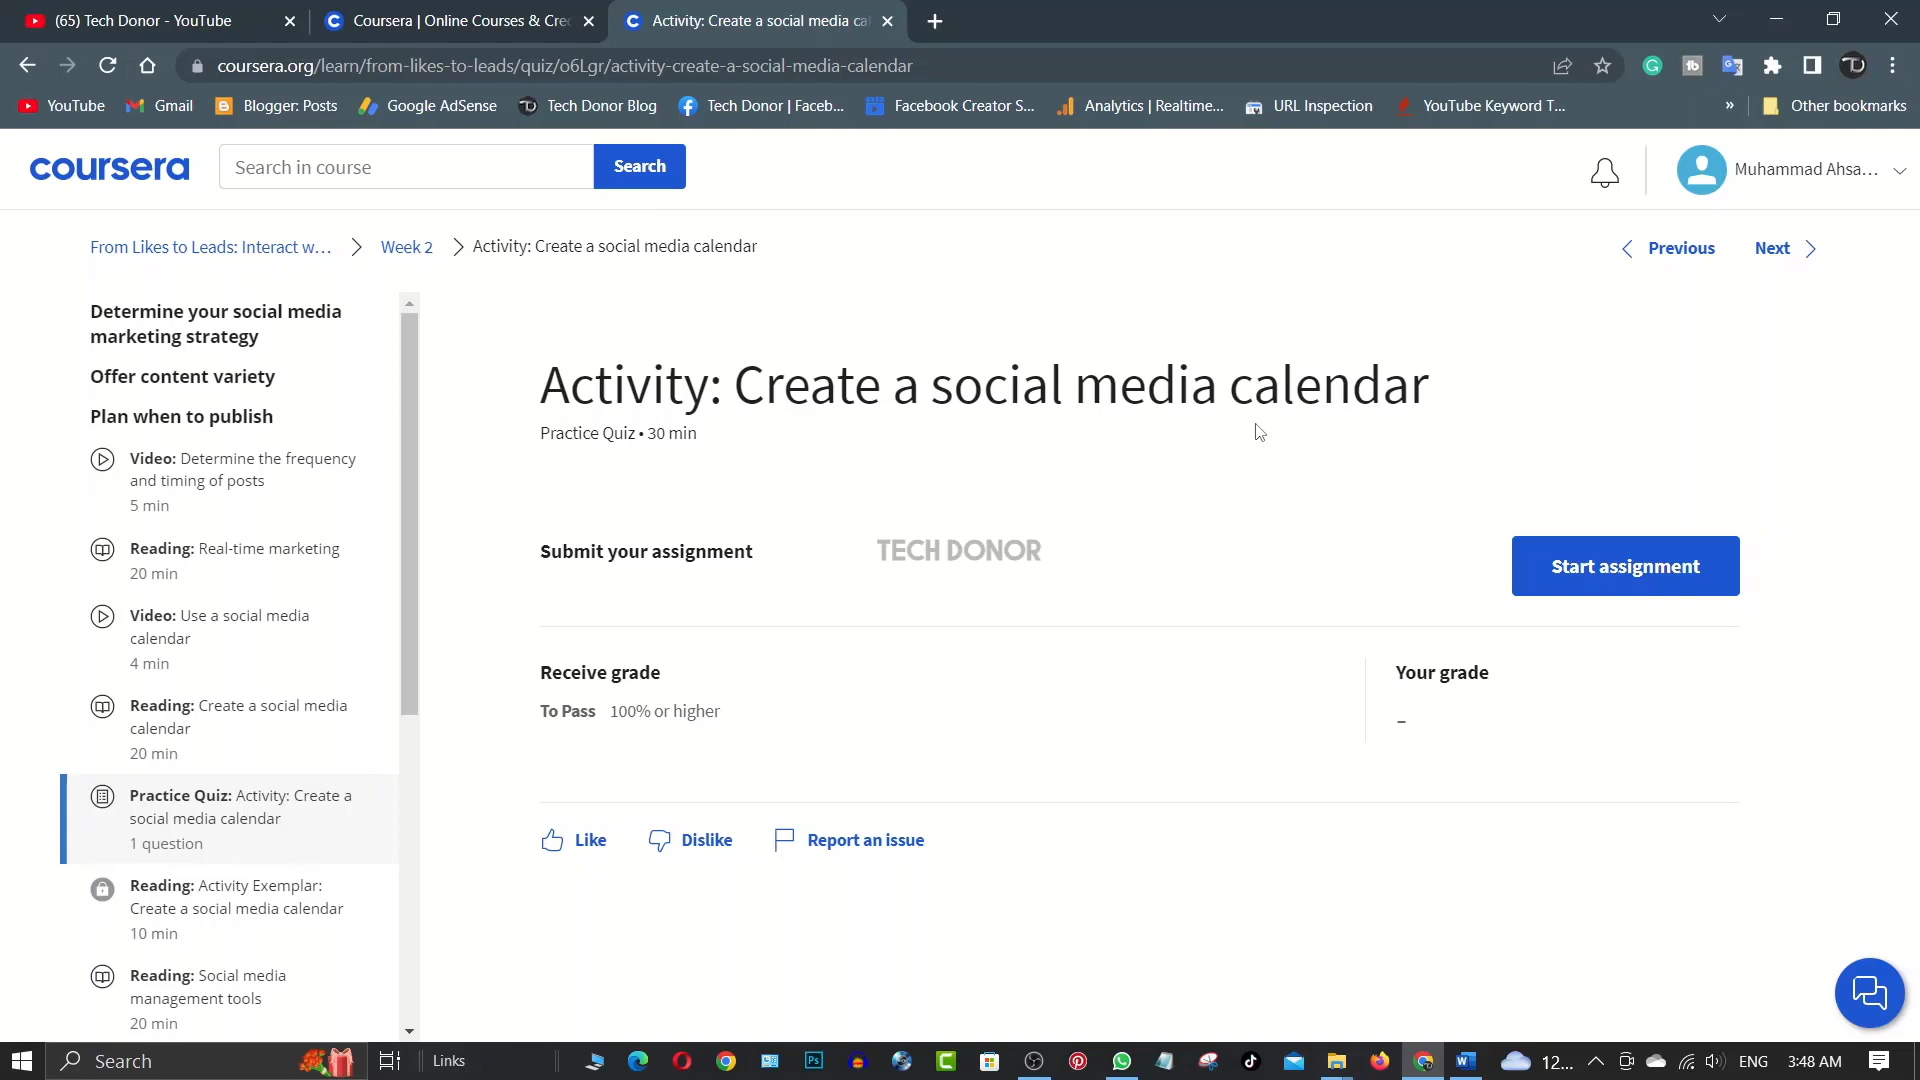 (65) Tech Donor - YouTube
Coursera | Online Courses & Cre
Activity: Create a social media ca
coursera.org/learn/from-likes-to-leads/quiz/o6Lgr/activity-create-a-social-media-calendar
YouTube
Gmail
Blogger: Posts
Google AdSense
Tech Donor Blog
Tech Donor | Faceb...
Facebook Creator S...
Analytics | Realtime...
URL Inspection
YouTube Keyword T...
»
Other bookmarks
coursera
Search in course
Search
Muhammad Ahsa...
From Likes to Leads: Interact w...
Week 2
Activity: Create a social media calendar
Previous
Next
Determine your social media
marketing strategy
Offer content variety
Plan when to publish
Video: Determine the frequency
and timing of posts
5 min
Reading: Real-time marketing
20 min
Video: Use a social media
calendar
4 min
Reading: Create a social media
calendar
20 min
Practice Quiz: Activity: Create a
social media calendar
1 question
Reading: Activity Exemplar:
Create a social media calendar
10 min
Reading: Social media
management tools
20 min
Activity: Create a social media calendar
Practice Quiz • 30 min
Submit your assignment
TECH DONOR
Start assignment
Receive grade
To Pass 100% or higher
Your grade
–
Like
Dislike
Report an issue
Search
Links
Ps
12...
ENG
3:48 AM